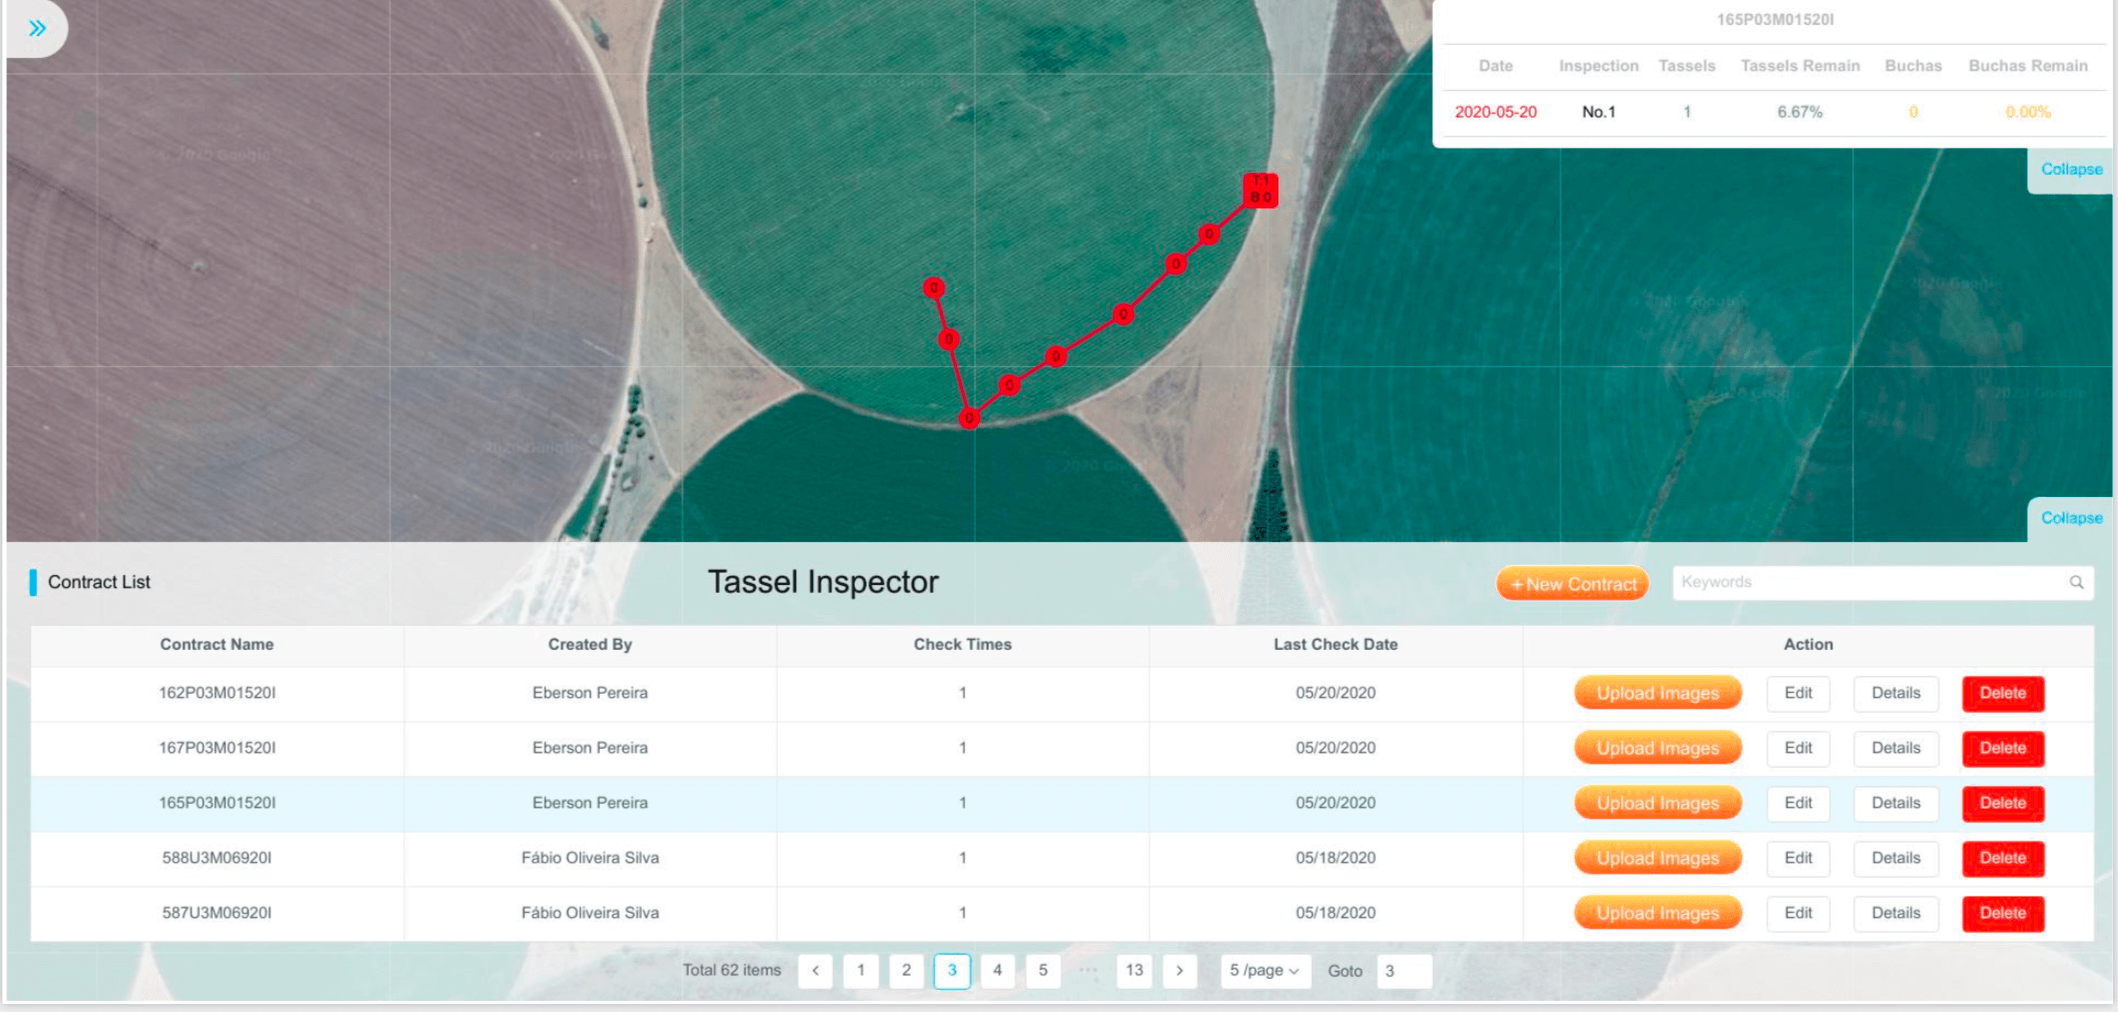 165P03M01520I
Date Inspection Tassels Tassels Remain Buchas Buchas Remain
2020-05-20 No.1 1 6.67% 0 0.00%
Collapse
T:1
B:0
0
0
0
0
0
0
0
0
Collapse
Contract List
Tassel Inspector
+ New Contract
Keywords
Contract Name Created By Check Times Last Check Date Action
162P03M01520I Eberson Pereira 1 05/20/2020 Upload Images Edit Details Delete
167P03M01520I Eberson Pereira 1 05/20/2020 Upload Images Edit Details Delete
165P03M01520I Eberson Pereira 1 05/20/2020 Upload Images Edit Details Delete
588U3M06920I Fábio Oliveira Silva 1 05/18/2020 Upload Images Edit Details Delete
587U3M06920I Fábio Oliveira Silva 1 05/18/2020 Upload Images Edit Details Delete
Total 62 items < 1 2 3 4 5 ··· 13 > 5 /page Goto 3